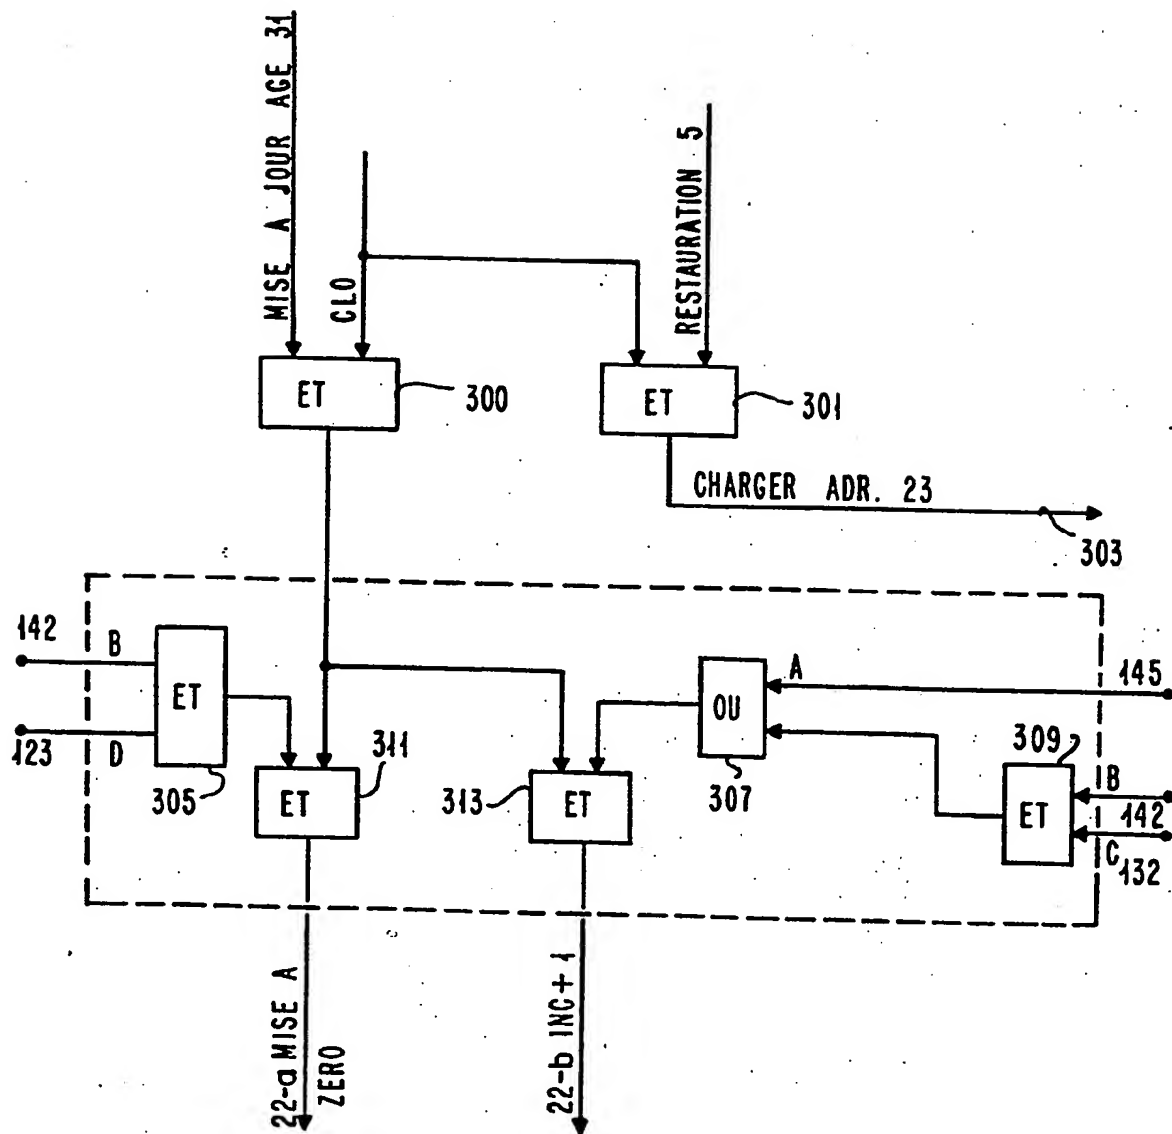 MISE A JOUR AGE 31
CLO
RESTAURATION 5
ET
300
ET
301
CHARGER ADR. 23
303
142
B
ET
123
D
305
ET
311
313
ET
OU
307
A
145
309
ET
B
142
C
132
22-a MISE A
ZERO
22-b INC+1